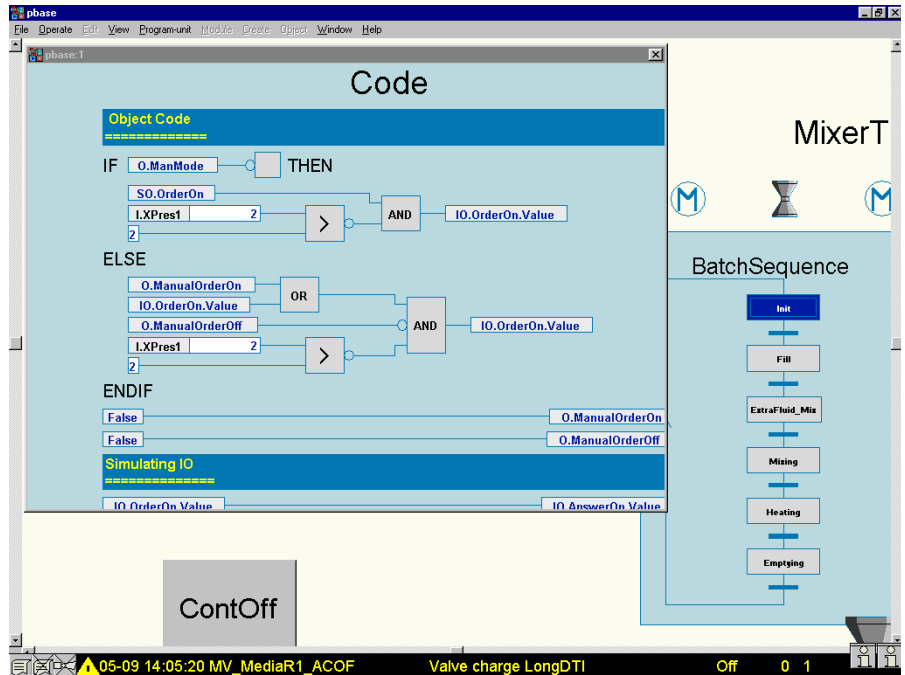 pbase
File Operate Edit View Program-unit Module Create Object Window Help
pbase:1
Code
Object Code
=============
IF O.ManMode THEN
SO.OrderOn
I.XPres1 2
2
> AND IO.OrderOn.Value
ELSE
O.ManualOrderOn
IO.OrderOn.Value
OR
O.ManualOrderOff
AND IO.OrderOn.Value
I.XPres1 2
2
>
ENDIF
False O.ManualOrderOn
False O.ManualOrderOff
Simulating IO
==============
IO.OrderOn.Value IO.AnswerOn.Value
MixerT
M M
BatchSequence
Init
Fill
ExtraFluid_Mix
Mixing
Heating
Emptying
ContOff
05-09 14:05:20 MV_MediaR1_ACOF Valve charge LongDTI Off 0 1